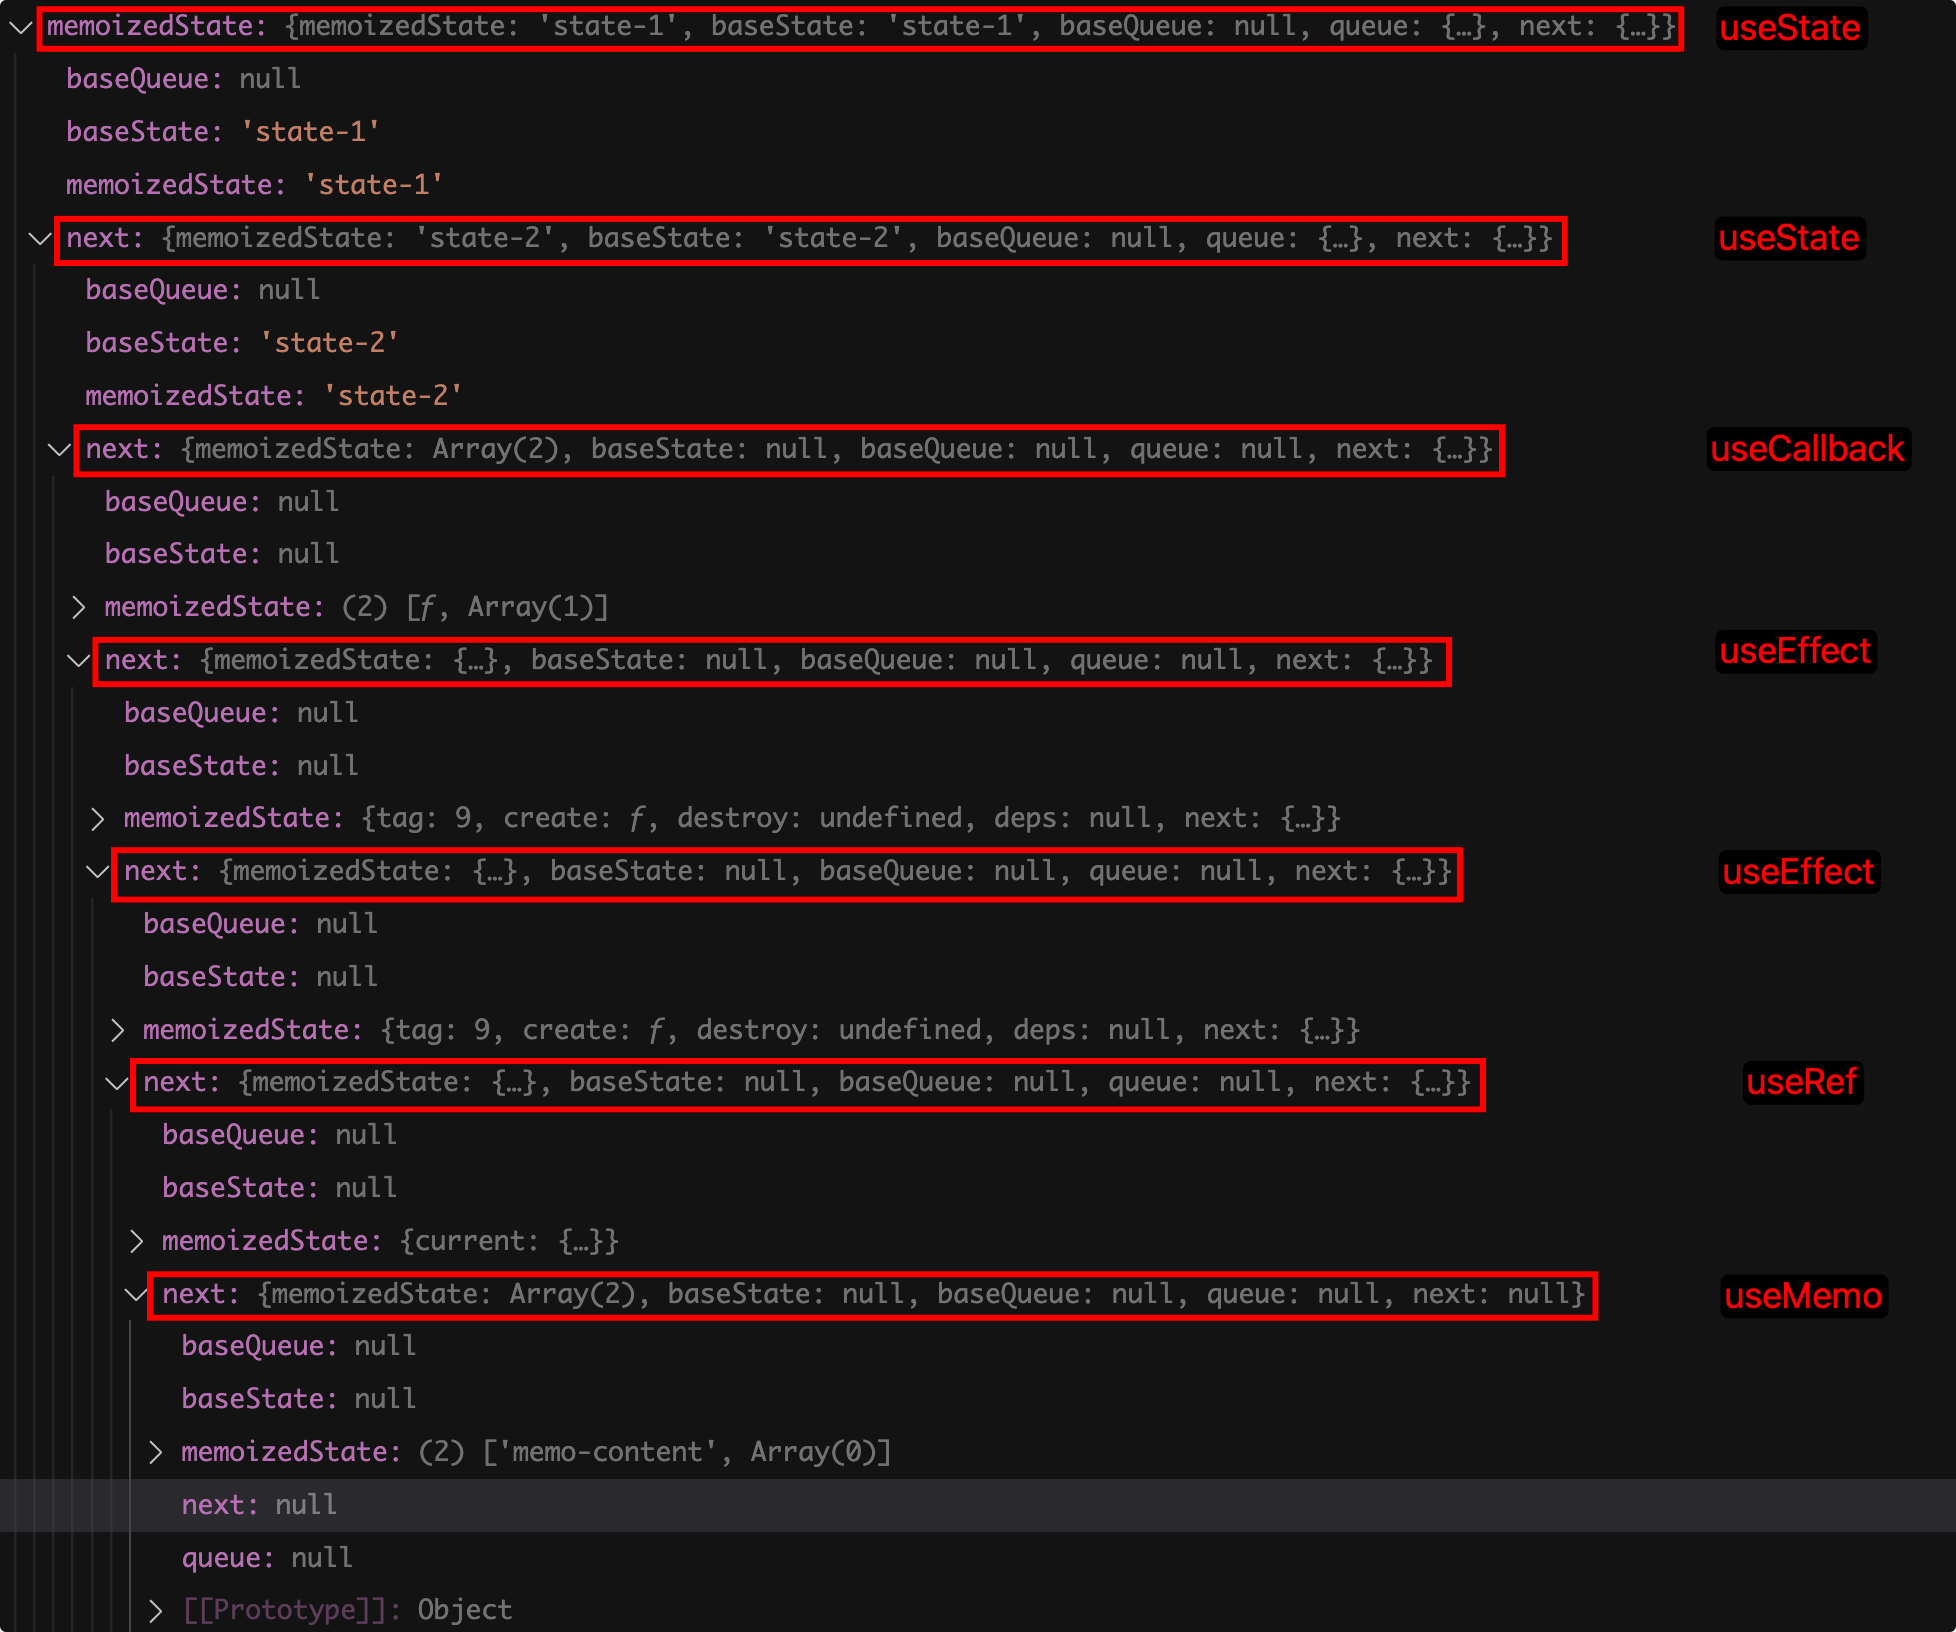 memoizedState: {memoizedState: 'state-1', baseState: 'state-1', baseQueue: null, queue: {…}, next: {…}} useState
baseQueue: null
baseState: 'state-1'
memoizedState: 'state-1'
next: {memoizedState: 'state-2', baseState: 'state-2', baseQueue: null, queue: {…}, next: {…}} useState
baseQueue: null
baseState: 'state-2'
memoizedState: 'state-2'
next: {memoizedState: Array(2), baseState: null, baseQueue: null, queue: null, next: {…}} useCallback
baseQueue: null
baseState: null
memoizedState: (2) [f, Array(1)]
next: {memoizedState: {…}, baseState: null, baseQueue: null, queue: null, next: {…}} useEffect
baseQueue: null
baseState: null
memoizedState: {tag: 9, create: f, destroy: undefined, deps: null, next: {…}}
next: {memoizedState: {…}, baseState: null, baseQueue: null, queue: null, next: {…}} useEffect
baseQueue: null
baseState: null
memoizedState: {tag: 9, create: f, destroy: undefined, deps: null, next: {…}}
next: {memoizedState: {…}, baseState: null, baseQueue: null, queue: null, next: {…}} useRef
baseQueue: null
baseState: null
memoizedState: {current: {…}}
next: {memoizedState: Array(2), baseState: null, baseQueue: null, queue: null, next: null} useMemo
baseQueue: null
baseState: null
memoizedState: (2) ['memo-content', Array(0)]
next: null
queue: null
[[Prototype]]: Object